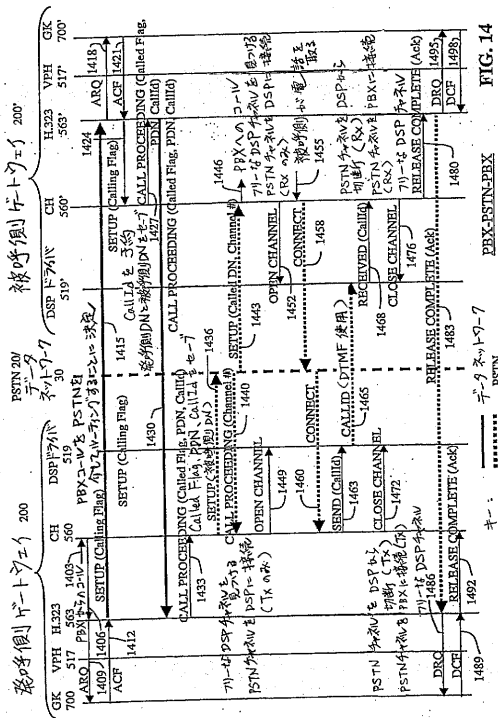 発呼側ゲートウェイ 200
被呼側ゲートウェイ 200'
GK
700
VPH
517
H.323
563
CH
560
DSPドライバ
519
PSTN 20/
データ
ネットワーク
30
DSP ドライバ
519'
CH
560'
H.323
563'
VPH
517'
GK
700'
1403
PBXからのコール
PBXコールをPSTNを
介してルーティングすることに決定
SETUP (Calling Flag)
1406
ARQ
1409
ACF
1412
SETUP (Calling Flag)
1415
ARQ
1418
ACF
1421
1424
SETUP (Calling Flag)
CallIdを予約
発呼側DNと被呼側DNをセーブ
CALL PROCEEDING (Called Flag,
PDN, CallId)
1427
CALL PROCEEDING (Called Flag, PDN, CallId)
1430
CALL PROCEEDING (Called Flag, PDN, CallId)
1433
Called Flag, PDN, CallIdをセーブ
SETUP (被呼側DN)
1436
CALL PROCEEDING (Channel #)
1440
SETUP (Called DN, Channel #)
1443
1446
PBXへのコール
フリーなDSPチャネルを見つける
PSTNチャネルをDSPに接続
(Rxのみ)
フリーなDSPチャネルを
見つける
PSTNチャネルをDSPに接続
(Txのみ)
OPEN CHANNEL
1449
OPEN CHANNEL
1452
被呼側が電話を
取る
1455
CONNECT
1458
CONNECT
1460
SEND (CallId)
1463
CALLID (DTMF使用)
1465
RECEIVED (CallId)
1468
PSTNチャネルをDSPから
切断 (Rx)
PSTNチャネルをPBXに接続
(Rx)
フリーなDSPチャネル
PSTNチャネルをDSPから
切断 (Tx)
PSTNチャネルをPBXに接続 (Tx)
フリーなDSPチャネル
CLOSE CHANNEL
1472
CLOSE CHANNEL
1476
RELEASE COMPLETE (Ack)
1480
RELEASE COMPLETE (Ack)
1483
1486
DRQ
DCF
1489
RELEASE COMPLETE (Ack)
1492
DRQ
1495
DCF
1498
キー:
データネットワーク
PSTN
PBX-PSTN-PBX
FIG. 14